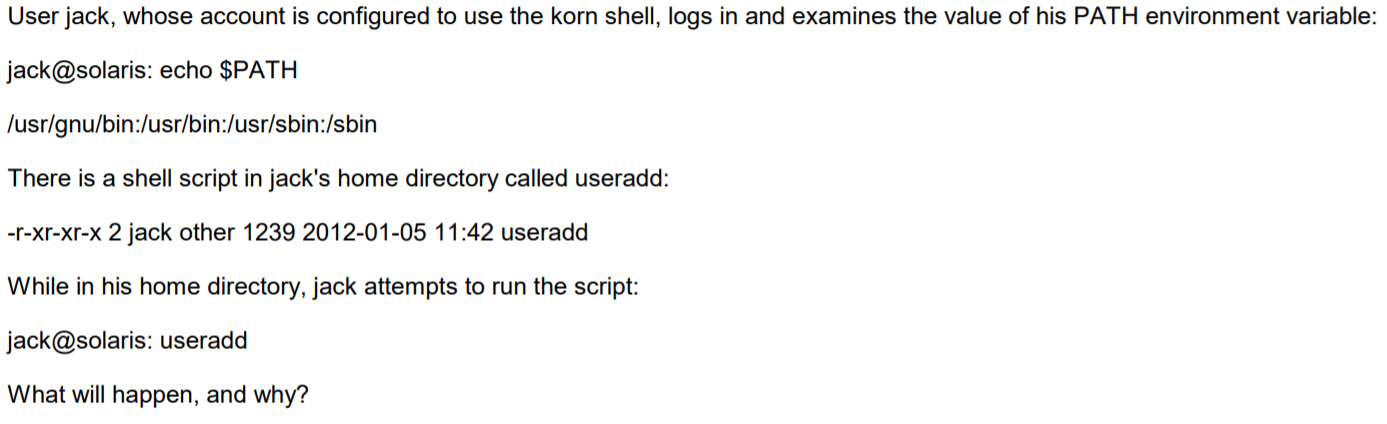 User jack, whose account is configured to use the korn shell, logs in and examines the value of his PATH environment variable:
jack@solaris: echo $PATH
/usr/gnu/bin:/usr/bin:/usr/sbin:/sbin
There is a shell script in jack's home directory called useradd:
-r-xr-xr-x 2 jack other 1239 2012-01-05 11:42 useradd
While in his home directory, jack attempts to run the script:
jack@solaris: useradd
What will happen, and why?